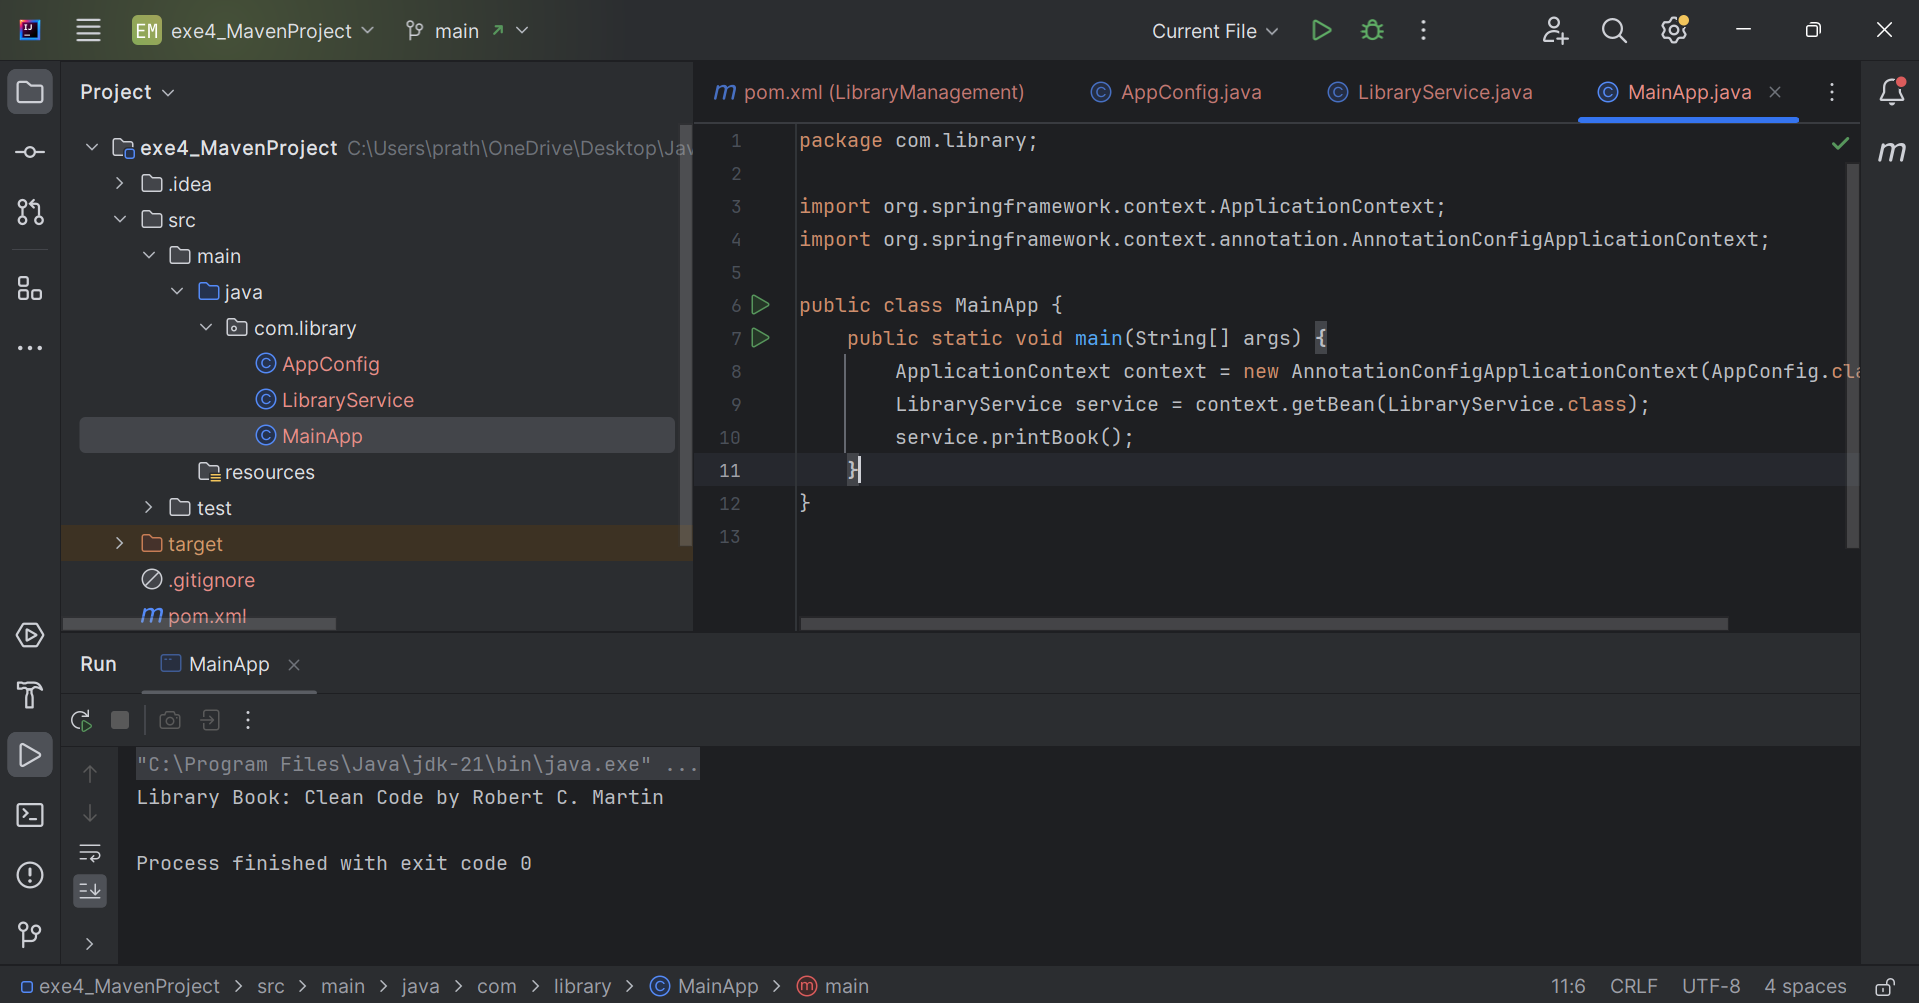 EM exe4_MavenProject main Current File
Project
exe4_MavenProject C:\Users\prath\OneDrive\Desktop\Jav
.idea
src
main
java
com.library
AppConfig
LibraryService
MainApp
resources
test
target
.gitignore
pom.xml
pom.xml (LibraryManagement) AppConfig.java LibraryService.java MainApp.java
1 package com.library;
2
3 import org.springframework.context.ApplicationContext;
4 import org.springframework.context.annotation.AnnotationConfigApplicationContext;
5
6 public class MainApp {
7 public static void main(String[] args) {
8 ApplicationContext context = new AnnotationConfigApplicationContext(AppConfig.cla
9 LibraryService service = context.getBean(LibraryService.class);
10 service.printBook();
11 }
12 }
13
Run MainApp
"C:\Program Files\Java\jdk-21\bin\java.exe" ...
Library Book: Clean Code by Robert C. Martin
Process finished with exit code 0
exe4_MavenProject > src > main > java > com > library > MainApp > main 11:6 CRLF UTF-8 4 spaces